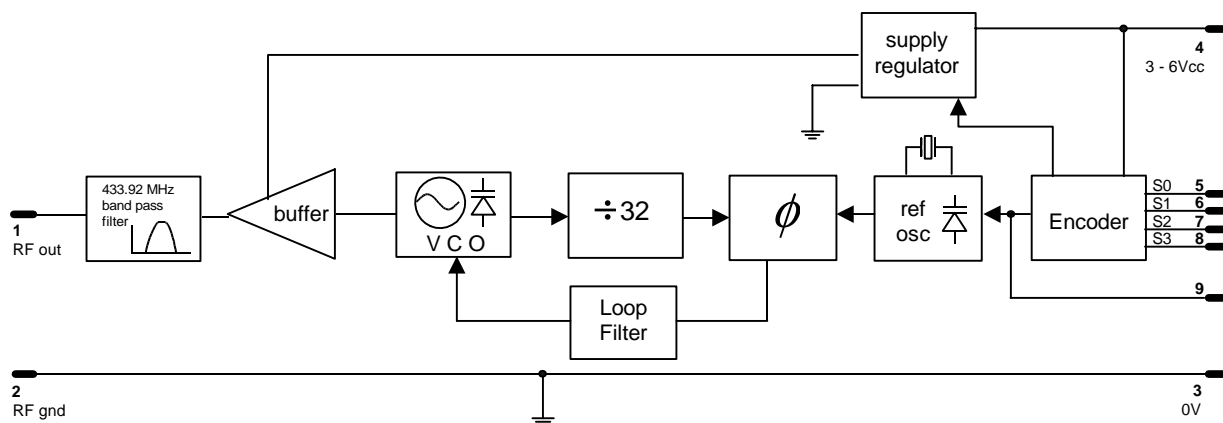 supply
regulator
4
3 - 6Vcc
433.92 MHz
band pass
filter
buffer
V C O
÷32
ϕ
ref
osc
Encoder
S0
5
S1
6
S2
7
S3
8
1
RF out
Loop
Filter
9
2
RF gnd
3
0V